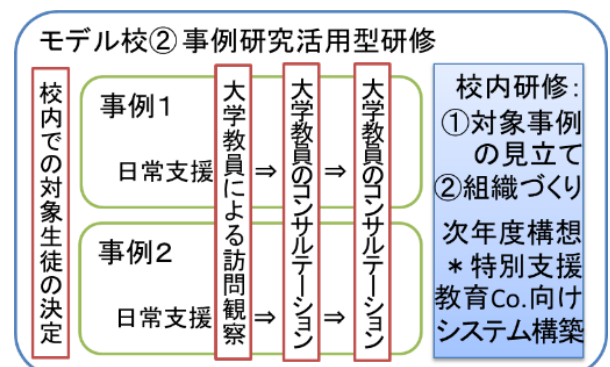 モデル校② 事例研究活用型研修
校内での対象生徒の決定
事例１
日常支援
大学教員による訪問観察
⇒
大学教員のコンサルテーション
⇒
大学教員のコンサルテーション
事例２
日常支援
⇒
⇒
校内研修:
①対象事例
の見立て
②組織づくり
次年度構想
＊特別支援
教育Co.向け
システム構築